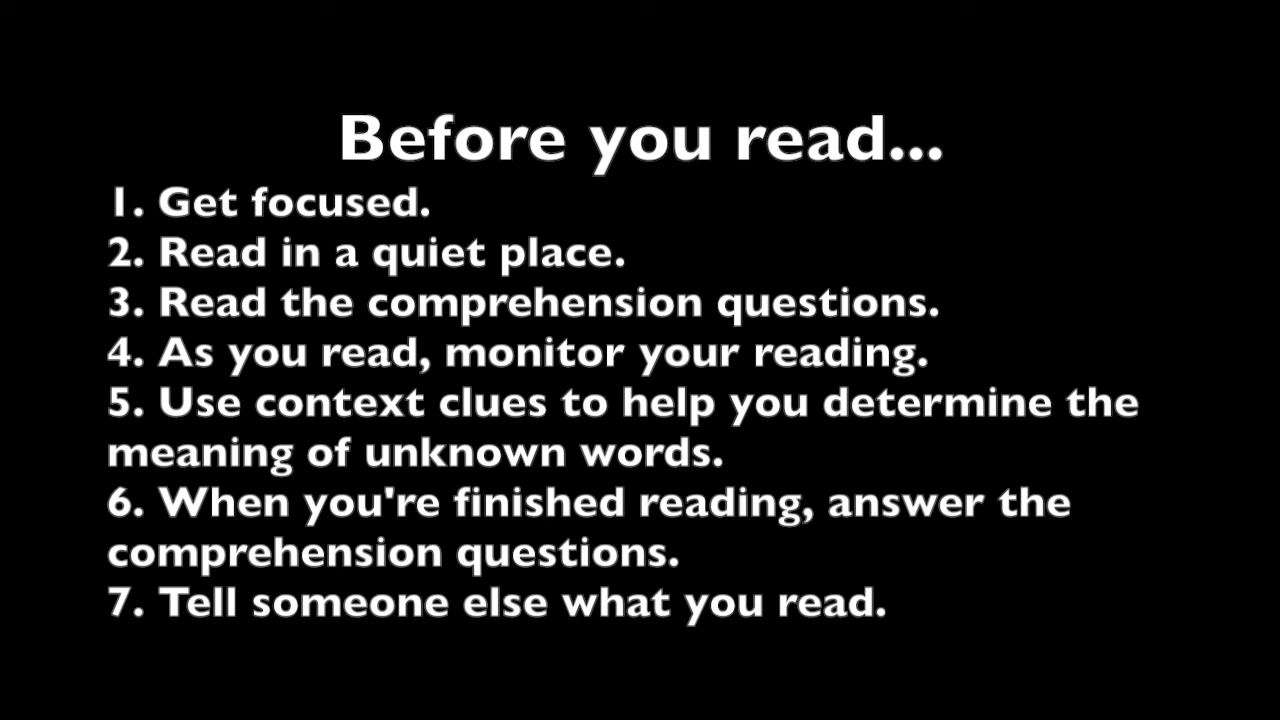 Before you read...
1. Get focused.
2. Read in a quiet place.
3. Read the comprehension questions.
4. As you read, monitor your reading.
5. Use context clues to help you determine the
meaning of unknown words.
6. When you're finished reading, answer the
comprehension questions.
7. Tell someone else what you read.